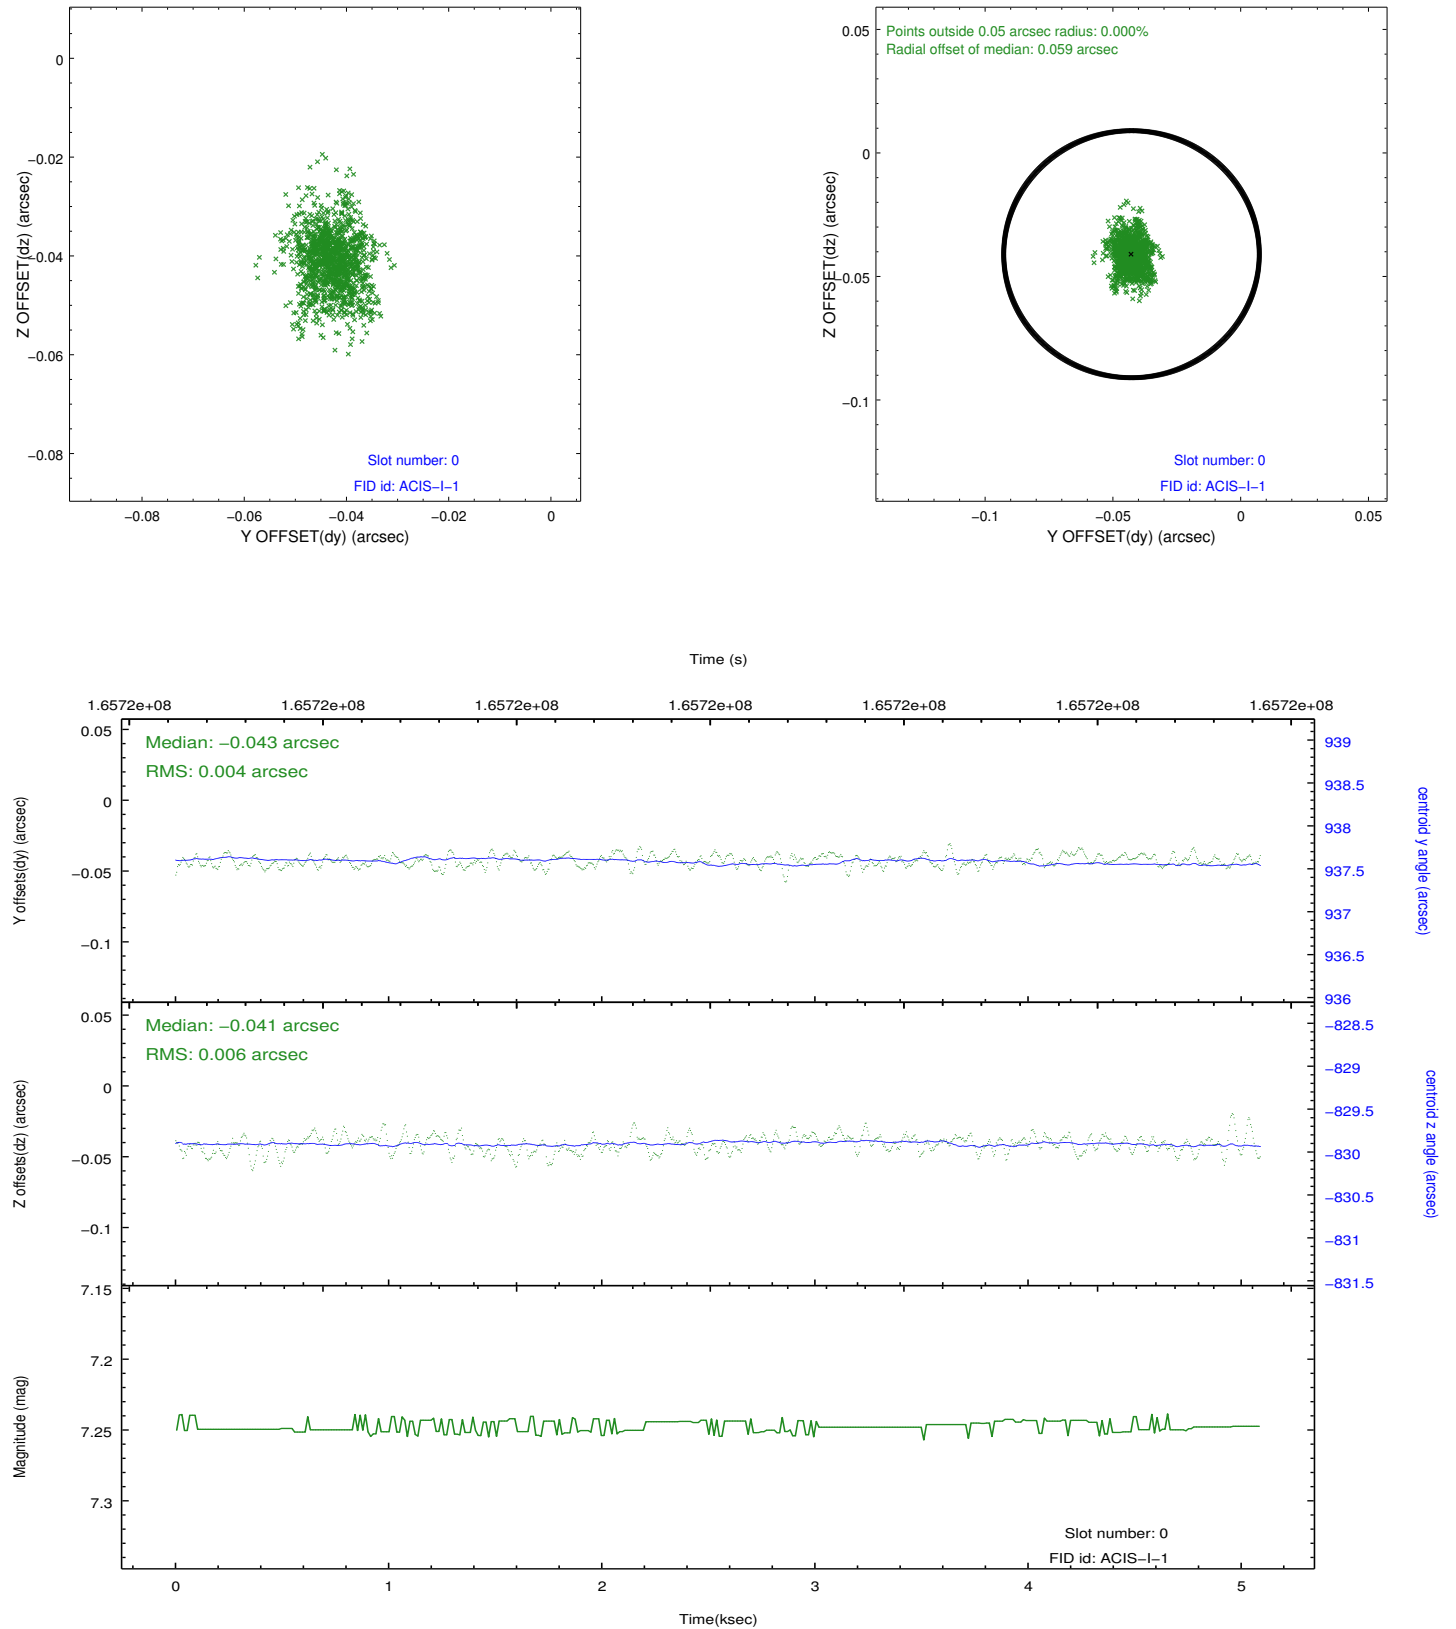 0
−0.02
−0.04
−0.06
−0.08
Z OFFSET(dz) (arcsec)
Slot number: 0
FID id: ACIS−I−1
−0.08 −0.06 −0.04 −0.02 0
Y OFFSET(dy) (arcsec)
Points outside 0.05 arcsec radius: 0.000%
Radial offset of median: 0.059 arcsec
0.05
0
−0.05
−0.1
Z OFFSET(dz) (arcsec)
Slot number: 0
FID id: ACIS−I−1
−0.1 −0.05 0 0.05
Y OFFSET(dy) (arcsec)
Time (s)
1.6572e+08 1.6572e+08 1.6572e+08 1.6572e+08 1.6572e+08 1.6572e+08 1.6572e+08
Median: −0.043 arcsec
RMS: 0.004 arcsec
0.05
0
−0.05
−0.1
Y offsets(dy) (arcsec)
939
938.5
938
937.5
937
936.5
936
centroid y angle (arcsec)
Median: −0.041 arcsec
RMS: 0.006 arcsec
0.05
0
−0.05
−0.1
Z offsets(dz) (arcsec)
−828.5
−829
−829.5
−830
−830.5
−831
−831.5
centroid z angle (arcsec)
7.15
7.2
7.25
7.3
Magnitude (mag)
Slot number: 0
FID id: ACIS−I−1
0 1 2 3 4 5
Time(ksec)